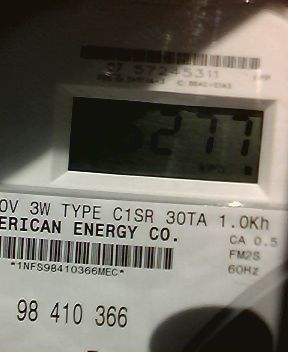 57245311
277
0V 3W TYPE C1SR 30TA 1.0Kh
ERICAN ENERGY CO.
CA 0.5
FM2S
60Hz
*1NFS98410366MEC*
98 410 366